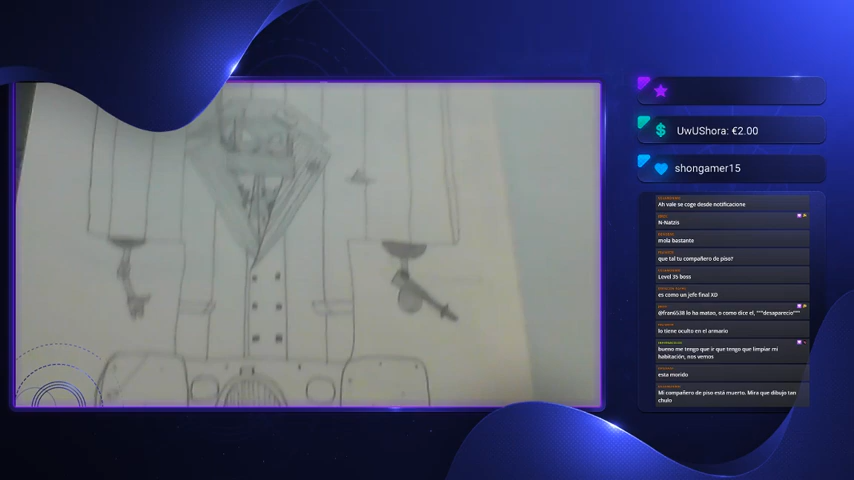 UwUShora: €2.00
shongamer15
Ah vale se coge desde notificacione
N-Natzis
mola bastante
que tal tu compañero de piso?
Level 35 boss
es como un jefe final XD
@fran6538 lo ha matao, o como dice el, """desaparecio"""
lo tiene oculto en el armario
bueno me tengo que ir que tengo que limpiar mi
habitación, nos vemos
esta morido
Mi compañero de piso está muerto. Mira que dibujo tan
chulo